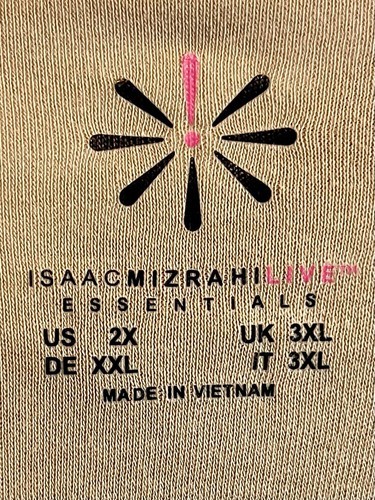 ISAACMIZRAHILIVE™
ESSENTIALS
US 2X UK 3XL
DE XXL IT 3XL
MADE IN VIETNAM